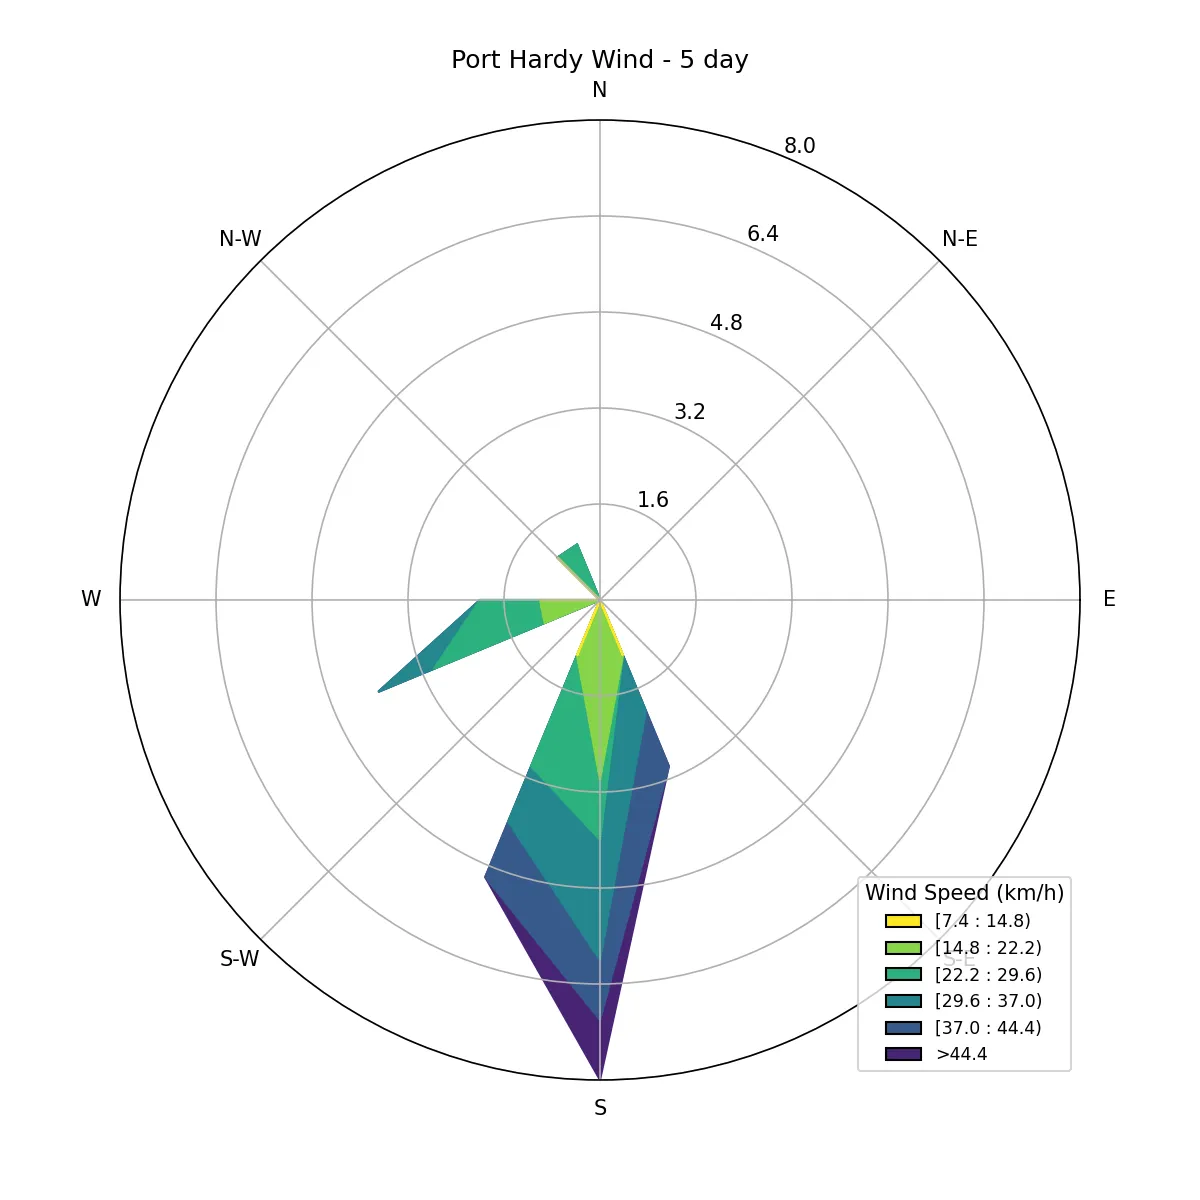 Port Hardy Wind - 5 day
N
8.0
6.4
N-W
N-E
4.8
3.2
1.6
W
E
Wind Speed (km/h)
[7.4 : 14.8)
[14.8 : 22.2)
S-W
S-E
[22.2 : 29.6)
[29.6 : 37.0)
[37.0 : 44.4)
>44.4
S